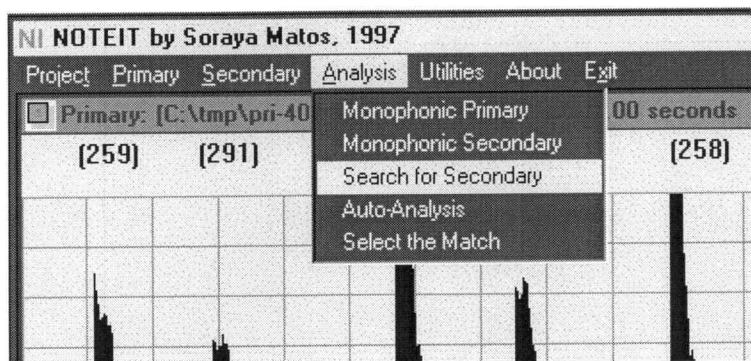 NI NOTEIT by Soraya Matos, 1997
Project Primary Secondary Analysis Utilities About Exit
Primary: [C:\tmp\pri-40 00 seconds
Monophonic Primary
Monophonic Secondary
(259) (291) (258)
Search for Secondary
Auto-Analysis
Select the Match